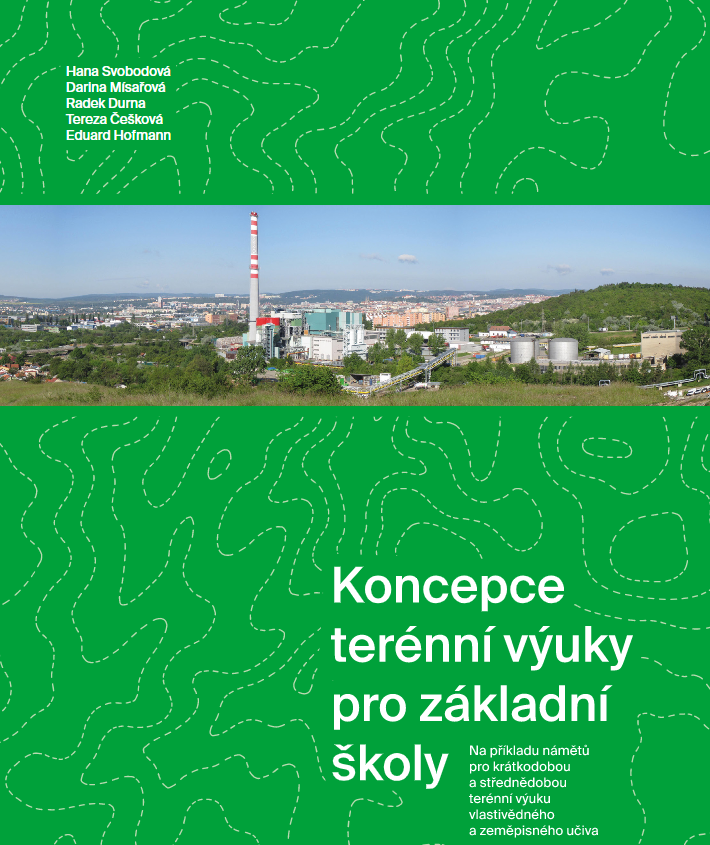 Hana Svobodová
Darina Mísařová
Radek Durna
Tereza Češková
Eduard Hofmann
Koncepce
terénní výuky
pro základní
školy
Na příkladu námětů
pro krátkodobou
a střednědobou
terénní výuku
vlastivědného
a zeměpisného učiva